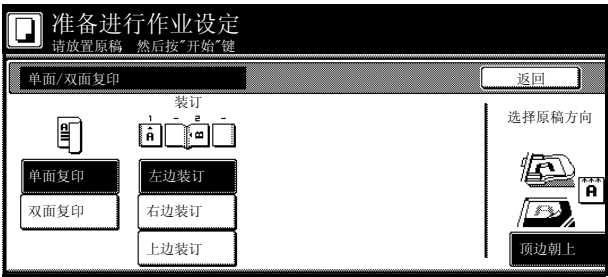 准备进行作业设定
请放置原稿 然后按"开始"键
单面/双面复印
返回
装订
选择原稿方向
1 - 2 -
A
单面复印
左边装订
双面复印
右边装订
上边装订
A
顶边朝上